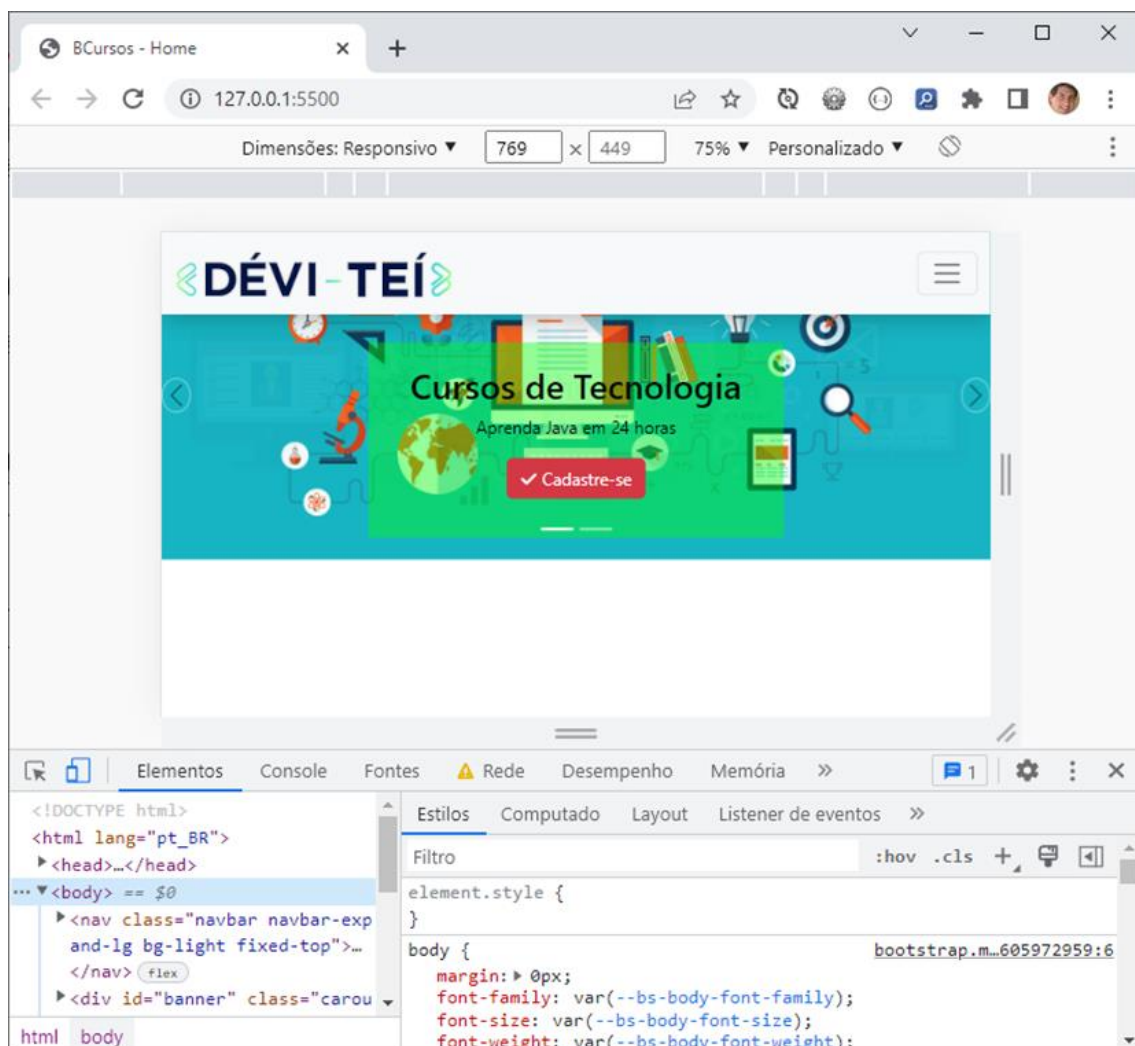 BCursos - Home
127.0.0.1:5500
Dimensões: Responsivo ▼ 769 × 449 75% ▼ Personalizado ▼
DÉVI-TEÍ
Cursos de Tecnologia
Aprenda Java em 24 horas
Cadastre-se
Elementos Console Fontes Rede Desempenho Memória » 1
<!DOCTYPE html>
<html lang="pt_BR">
▶<head>…</head>
··· ▼<body> == $0
▶<nav class="navbar navbar-exp
and-lg bg-light fixed-top">…
</nav> flex
▶<div id="banner" class="carou
html body
Estilos Computado Layout Listener de eventos »
Filtro :hov .cls +
element.style {
}
body { bootstrap.m…605972959:6
margin: ▶ 0px;
font-family: var(--bs-body-font-family);
font-size: var(--bs-body-font-size);
font-weight: var(--bs-body-font-weight);